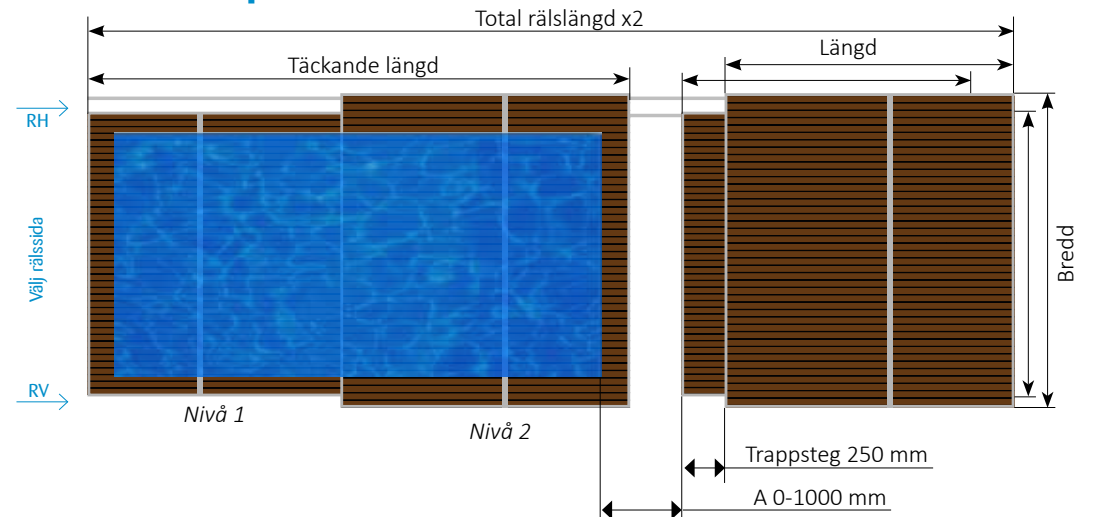 Total rälslängd x2
Längd
Täckande längd
RH
Välj rälssida
Bredd
RV
Nivå 1
Nivå 2
Trappsteg 250 mm
A 0-1000 mm